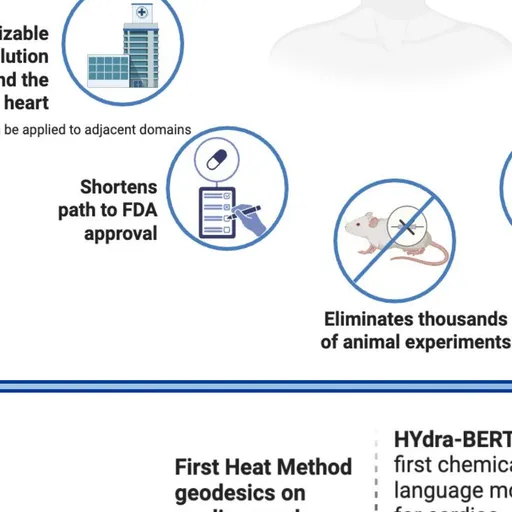 izable
lution
nd the
heart
be applied to adjacent domains
Shortens
path to FDA
approval
Eliminates thousands
of animal experiments
First Heat Method
geodesics on
HYdra-BERT
first chemica
language mo